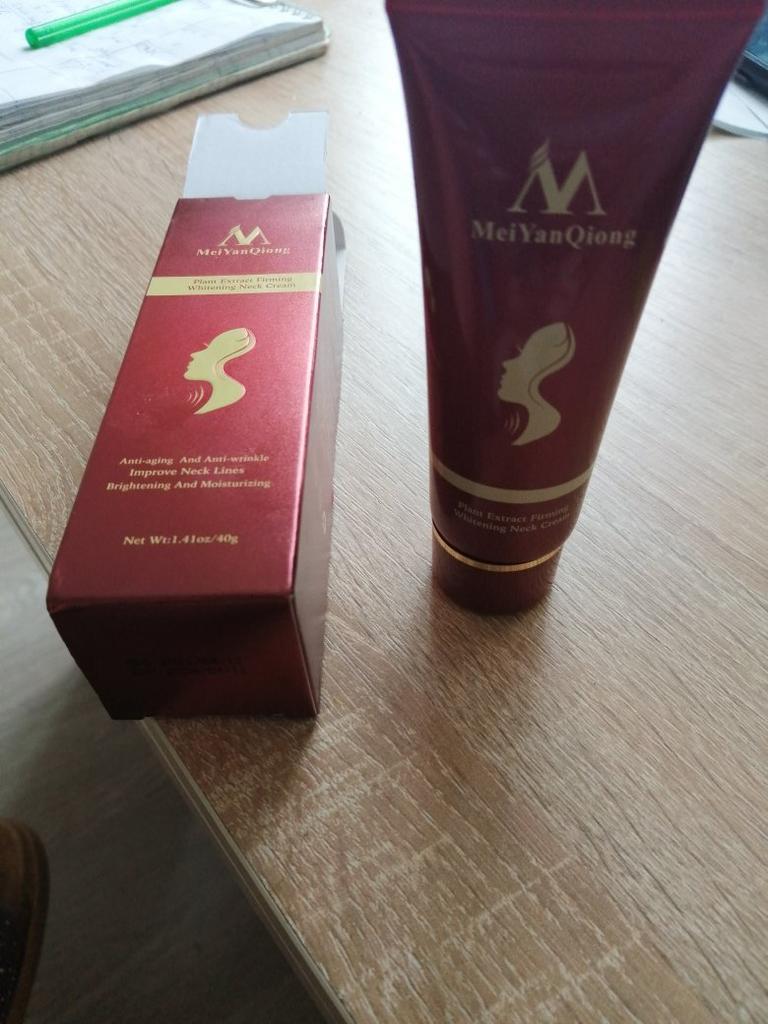 MeiYanQiong
Plant Extract Firming
Whitening Neck Cream
Anti-aging And Anti-wrinkle
Improve Neck Lines
Brightening And Moisturizing
Net Wt:1.41oz/40g
MeiYanQiong
Plant Extract Firming
Whitening Neck Cream